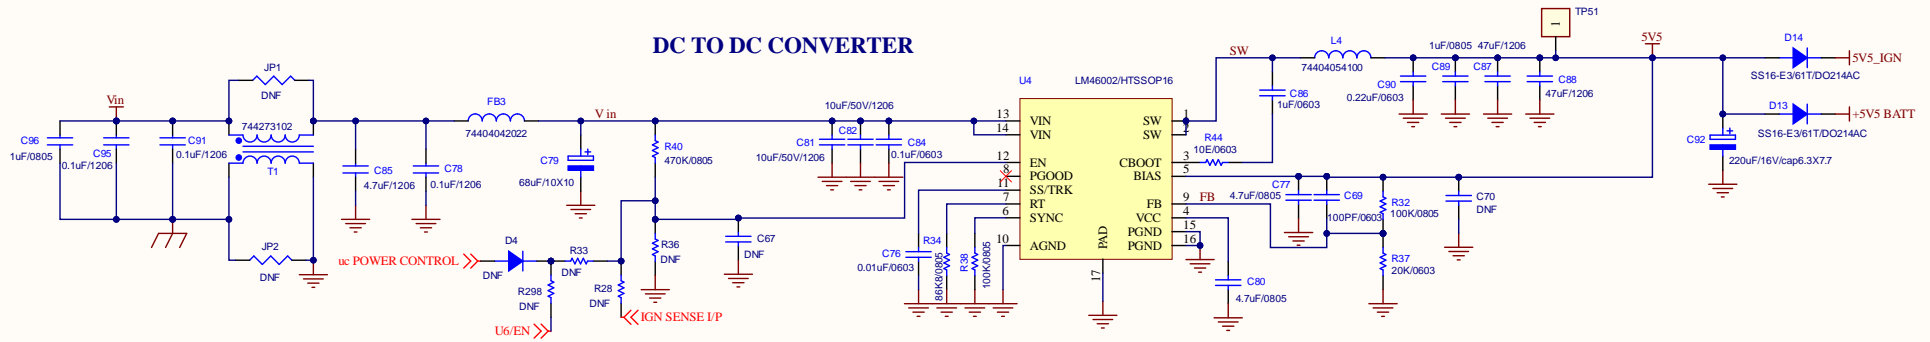 DC TO DC CONVERTER
JP1
DNF
Vin
C96
1uF/0805
C95
0.1uF/1206
C91
0.1uF/1206
744273102
T1
JP2
DNF
C85
4.7uF/1206
C78
0.1uF/1206
FB3
74404042022
C79
68uF/10X10
V in
R40
470K/0805
R36
DNF
C67
DNF
uc POWER CONTROL
D4
DNF
R33
DNF
R298
DNF
R28
DNF
U6/EN
IGN SENSE I/P
10uF/50V/1206
C81
C82
C84
10uF/50V/1206
0.1uF/0603
C76
0.01uF/0603
R34
86K8/0805
R38
100K/0805
U4
LM46002/HTSSOP16
13 VIN
14 VIN
12 EN
8 PGOOD
11 SS/TRK
7 RT
6 SYNC
10 AGND
PAD
17
SW 1
SW 2
CBOOT 3
BIAS 5
FB 9
VCC 4
PGND 15
PGND 16
SW
C86
1uF/0603
R44
10E/0603
L4
74404054100
C90
0.22uF/0603
1uF/0805
C89
47uF/1206
C87
C88
47uF/1206
TP51
1
5V5
D14
SS16-E3/61T/DO214AC
5V5_IGN
D13
SS16-E3/61T/DO214AC
+5V5 BATT
C92
220uF/16V/cap6.3X7.7
FB
C77
4.7uF/0805
C69
100PF/0603
R32
100K/0805
C70
DNF
R37
20K/0603
C80
4.7uF/0805